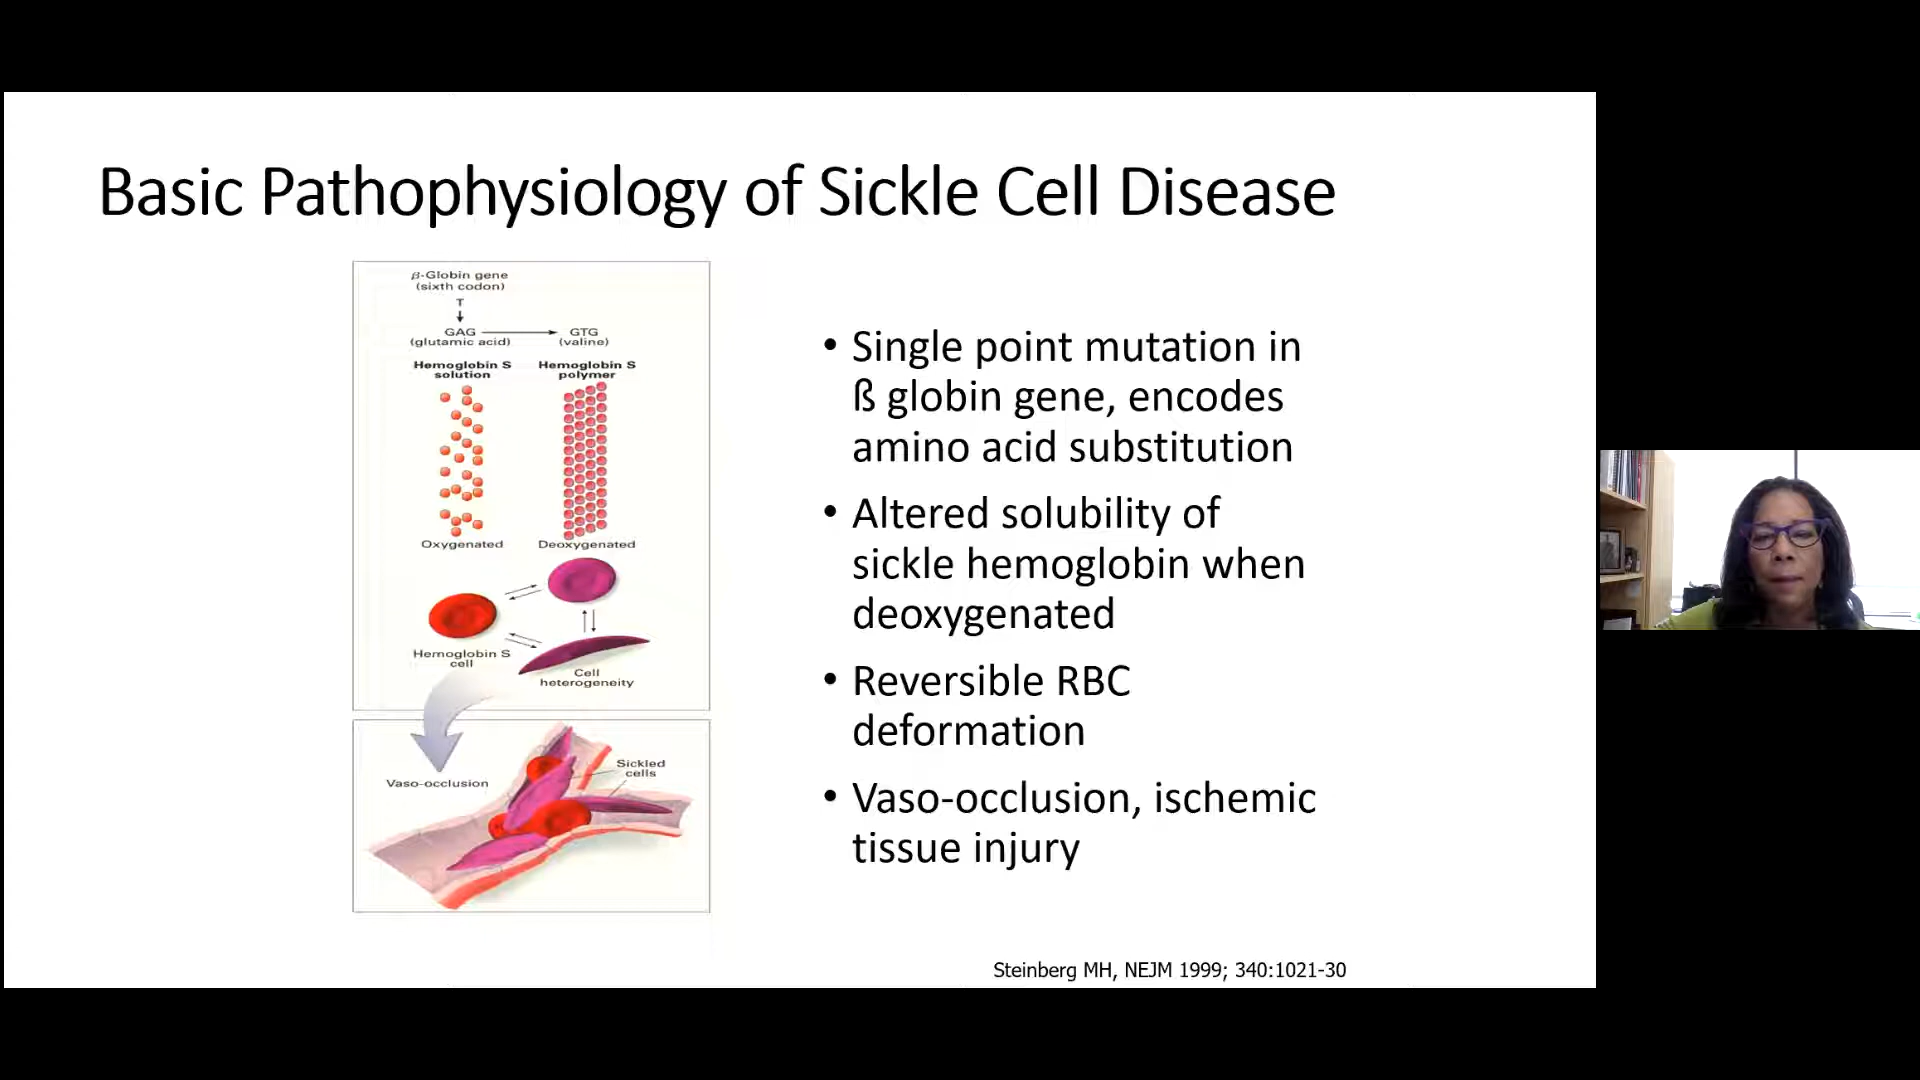 Basic Pathophysiology of Sickle Cell Disease
β-Globin gene
(sixth codon)
T
GAG
GTG
(glutamic acid)
(valine)
Hemoglobin S
solution
Hemoglobin S
polymer
Oxygenated
Deoxygenated
Hemoglobin S
cell
Cell
heterogeneity
Vaso-occlusion
Sickled
cells
• Single point mutation in
ß globin gene, encodes
amino acid substitution
• Altered solubility of
sickle hemoglobin when
deoxygenated
• Reversible RBC
deformation
• Vaso-occlusion, ischemic
tissue injury
Steinberg MH, NEJM 1999; 340:1021-30